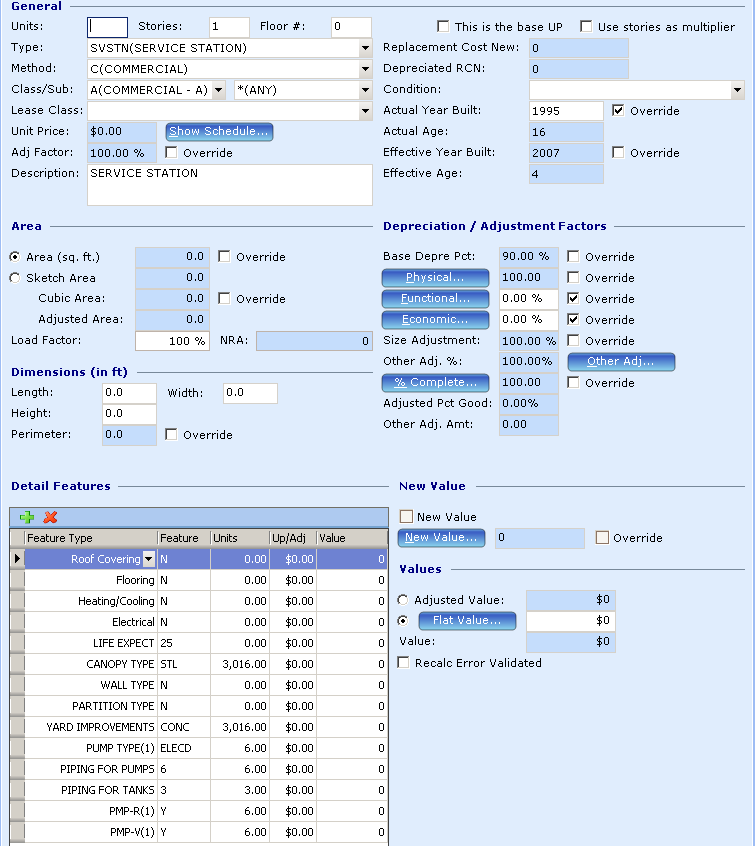 General
Units: Stories: 1 Floor #: 0
Type: SVSTN(SERVICE STATION)
Method: C(COMMERCIAL)
Class/Sub: A(COMMERCIAL - A) *(ANY)
Lease Class:
Unit Price: $0.00 Show Schedule...
Adj Factor: 100.00 % Override
Description: SERVICE STATION
This is the base UP Use stories as multiplier
Replacement Cost New: 0
Depreciated RCN: 0
Condition:
Actual Year Built: 1995 Override
Actual Age: 16
Effective Year Built: 2007 Override
Effective Age: 4
Area
Area (sq. ft.) 0.0 Override
Sketch Area 0.0
Cubic Area: 0.0 Override
Adjusted Area: 0.0
Load Factor: 100 % NRA: 0
Dimensions (in ft)
Length: 0.0 Width: 0.0
Height: 0.0
Perimeter: 0.0 Override
Depreciation / Adjustment Factors
Base Depre Pct: 90.00 % Override
Physical... 100.00 Override
Functional... 0.00 % Override
Economic... 0.00 % Override
Size Adjustment: 100.00 % Override
Other Adj. %: 100.00% Other Adj...
% Complete... 100.00 Override
Adjusted Pct Good: 0.00%
Other Adj. Amt: 0.00
Detail Features
Feature Type Feature Units Up/Adj Value
Roof Covering N 0.00 $0.00 0
Flooring N 0.00 $0.00 0
Heating/Cooling N 0.00 $0.00 0
Electrical N 0.00 $0.00 0
LIFE EXPECT 25 0.00 $0.00 0
CANOPY TYPE STL 3,016.00 $0.00 0
WALL TYPE N 0.00 $0.00 0
PARTITION TYPE N 0.00 $0.00 0
YARD IMPROVEMENTS CONC 3,016.00 $0.00 0
PUMP TYPE(1) ELECD 6.00 $0.00 0
PIPING FOR PUMPS 6 6.00 $0.00 0
PIPING FOR TANKS 3 3.00 $0.00 0
PMP-R(1) Y 6.00 $0.00 0
PMP-V(1) Y 6.00 $0.00 0
New Value
New Value
New Value... 0 Override
Values
Adjusted Value: $0
Flat Value... $0
Value: $0
Recalc Error Validated